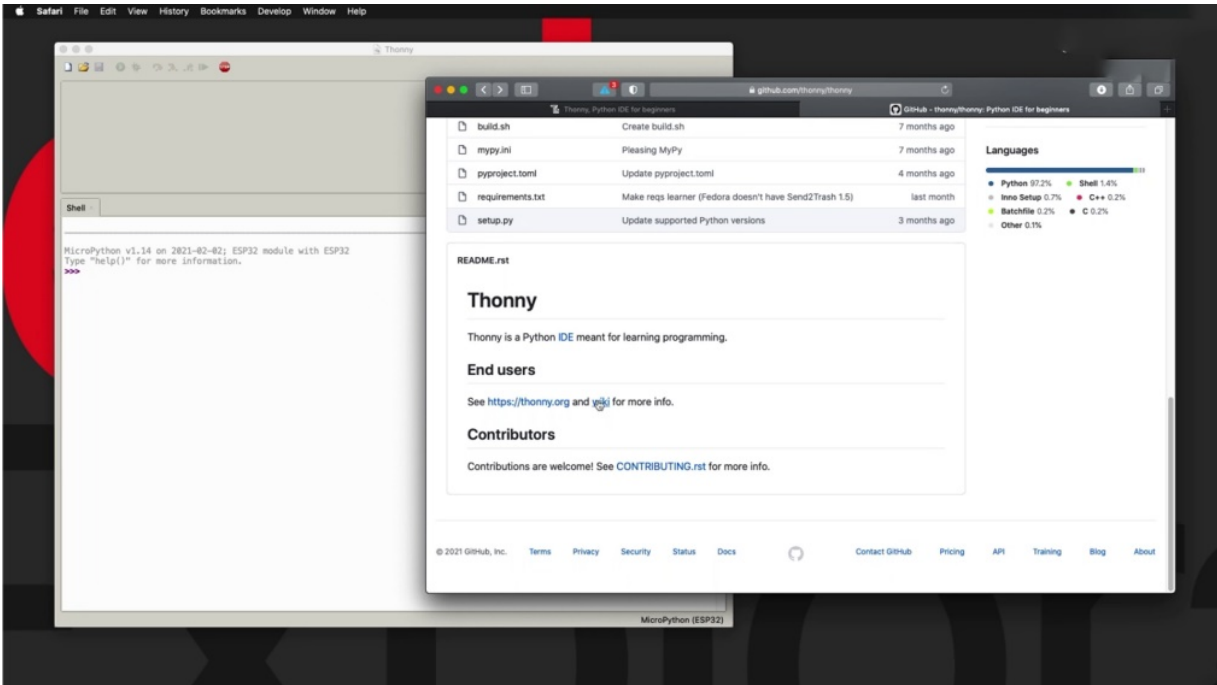 Safari File Edit View History Bookmarks Develop Window Help
Thonny
Shell
MicroPython v1.14 on 2021-02-02; ESP32 module with ESP32
Type "help()" for more information.
>>>
MicroPython (ESP32)
3
github.com/thonny/thonny
Thonny, Python IDE for beginners
GitHub - thonny/thonny: Python IDE for beginners
build.sh Create build.sh 7 months ago
mypy.ini Pleasing MyPy 7 months ago
pyproject.toml Update pyproject.toml 4 months ago
requirements.txt Make reqs learner (Fedora doesn't have Send2Trash 1.5) last month
setup.py Update supported Python versions 3 months ago
Languages
Python 97.2% Shell 1.4%
Inno Setup 0.7% C++ 0.2%
Batchfile 0.2% C 0.2%
Other 0.1%
README.rst
Thonny
Thonny is a Python IDE meant for learning programming.
End users
See https://thonny.org and wiki for more info.
Contributors
Contributions are welcome! See CONTRIBUTING.rst for more info.
© 2021 GitHub, Inc. Terms Privacy Security Status Docs Contact GitHub Pricing API Training Blog About